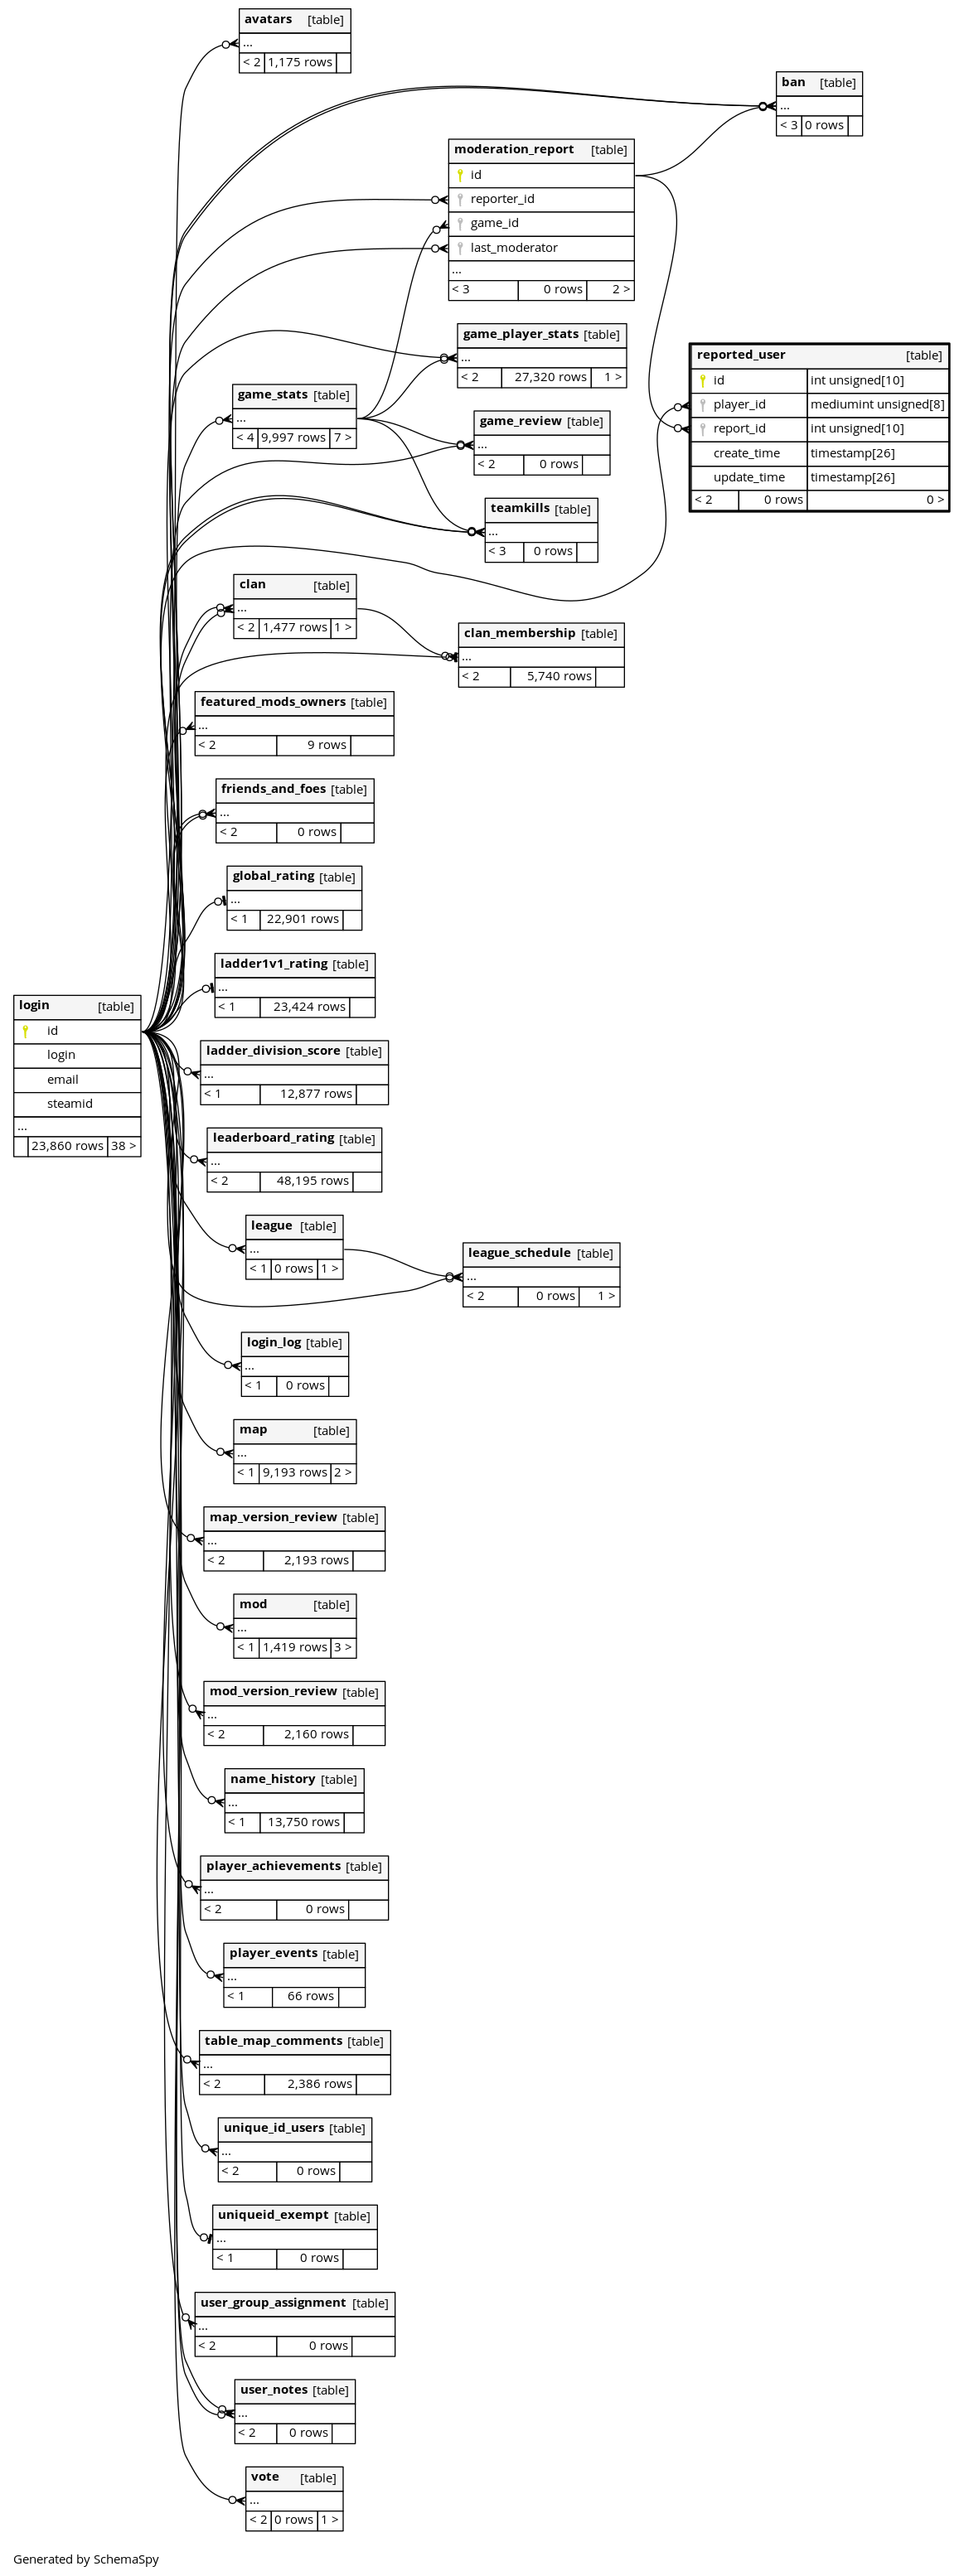 avatars [table]
...
< 2 1,175 rows
ban [table]
...
< 3 0 rows
moderation_report [table]
id
reporter_id
game_id
last_moderator
...
< 3 0 rows 2 >
game_player_stats [table]
...
< 2 27,320 rows 1 >
reported_user [table]
id int unsigned[10]
player_id mediumint unsigned[8]
report_id int unsigned[10]
create_time timestamp[26]
update_time timestamp[26]
< 2 0 rows 0 >
game_stats [table]
...
< 4 9,997 rows 7 >
game_review [table]
...
< 2 0 rows
teamkills [table]
...
< 3 0 rows
clan [table]
...
< 2 1,477 rows 1 >
clan_membership [table]
...
< 2 5,740 rows
featured_mods_owners [table]
...
< 2 9 rows
friends_and_foes [table]
...
< 2 0 rows
global_rating [table]
...
< 1 22,901 rows
ladder1v1_rating [table]
...
< 1 23,424 rows
login [table]
id
login
email
steamid
...
23,860 rows 38 >
ladder_division_score [table]
...
< 1 12,877 rows
leaderboard_rating [table]
...
< 2 48,195 rows
league [table]
...
< 1 0 rows 1 >
league_schedule [table]
...
< 2 0 rows 1 >
login_log [table]
...
< 1 0 rows
map [table]
...
< 1 9,193 rows 2 >
map_version_review [table]
...
< 2 2,193 rows
mod [table]
...
< 1 1,419 rows 3 >
mod_version_review [table]
...
< 2 2,160 rows
name_history [table]
...
< 1 13,750 rows
player_achievements [table]
...
< 2 0 rows
player_events [table]
...
< 1 66 rows
table_map_comments [table]
...
< 2 2,386 rows
unique_id_users [table]
...
< 2 0 rows
uniqueid_exempt [table]
...
< 1 0 rows
user_group_assignment [table]
...
< 2 0 rows
user_notes [table]
...
< 2 0 rows
vote [table]
...
< 2 0 rows 1 >
Generated by SchemaSpy